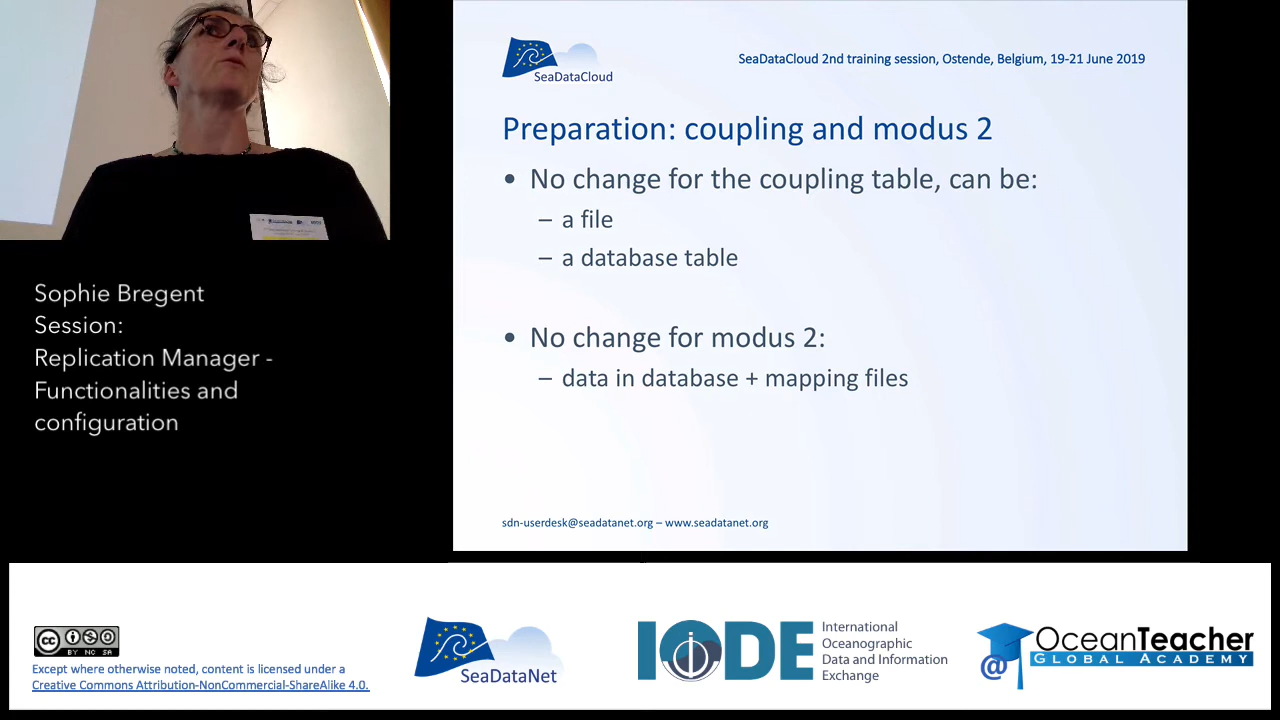 SeaDataCloud
SeaDataCloud 2nd training session, Ostende, Belgium, 19-21 June 2019
Preparation: coupling and modus 2
• No change for the coupling table, can be:
– a file
– a database table
• No change for modus 2:
– data in database + mapping files
sdn-userdesk@seadatanet.org – www.seadatanet.org
Sophie Bregent
Session:
Replication Manager -
Functionalities and
configuration
cc
BY NC SA
Except where otherwise noted, content is licensed under a
Creative Commons Attribution-NonCommercial-ShareAlike 4.0.
SeaDataNet
IODE
International
Oceanographic
Data and Information
Exchange
@
OceanTeacher
GLOBAL ACADEMY